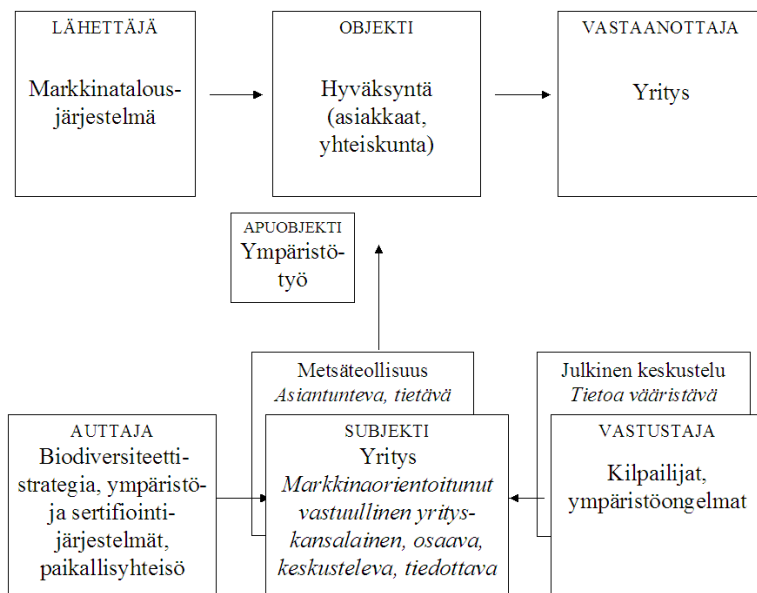 LÄHETTÄJÄ
Markkinatalous-
järjestelmä
OBJEKTI
Hyväksyntä
(asiakkaat,
yhteiskunta)
VASTAANOTTAJA
Yritys
APUOBJEKTI
Ympäristö-
työ
Metsäteollisuus
Asiantunteva, tietävä
Julkinen keskustelu
Tietoa vääristävä
AUTTAJA
Biodiversiteetti-
strategia, ympäristö-
ja sertifiointi-
järjestelmät,
paikallisyhteisö
SUBJEKTI
Yritys
Markkinaorientoitunut
vastuullinen yritys-
kansalainen, osaava,
keskusteleva, tiedottava
VASTUSTAJA
Kilpailijat,
ympäristöongelmat